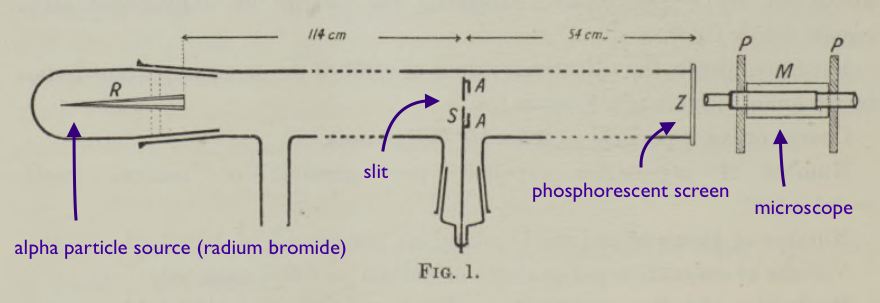 114 cm
54 cm.
P
P
R
A
M
S
A
Z
slit
phosphorescent screen
microscope
alpha particle source (radium bromide)
FIG. 1.